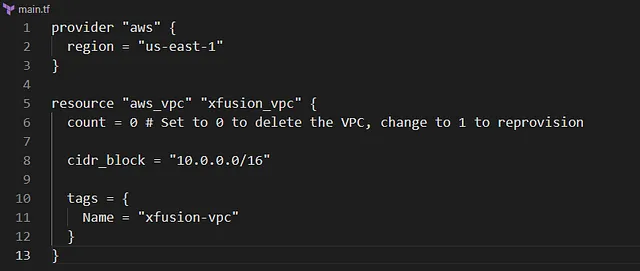 main.tf
1 provider "aws" {
2   region = "us-east-1"
3 }
4
5 resource "aws_vpc" "xfusion_vpc" {
6   count = 0 # Set to 0 to delete the VPC, change to 1 to reprovision
7
8   cidr_block = "10.0.0.0/16"
9
10   tags = {
11     Name = "xfusion-vpc"
12   }
13 }